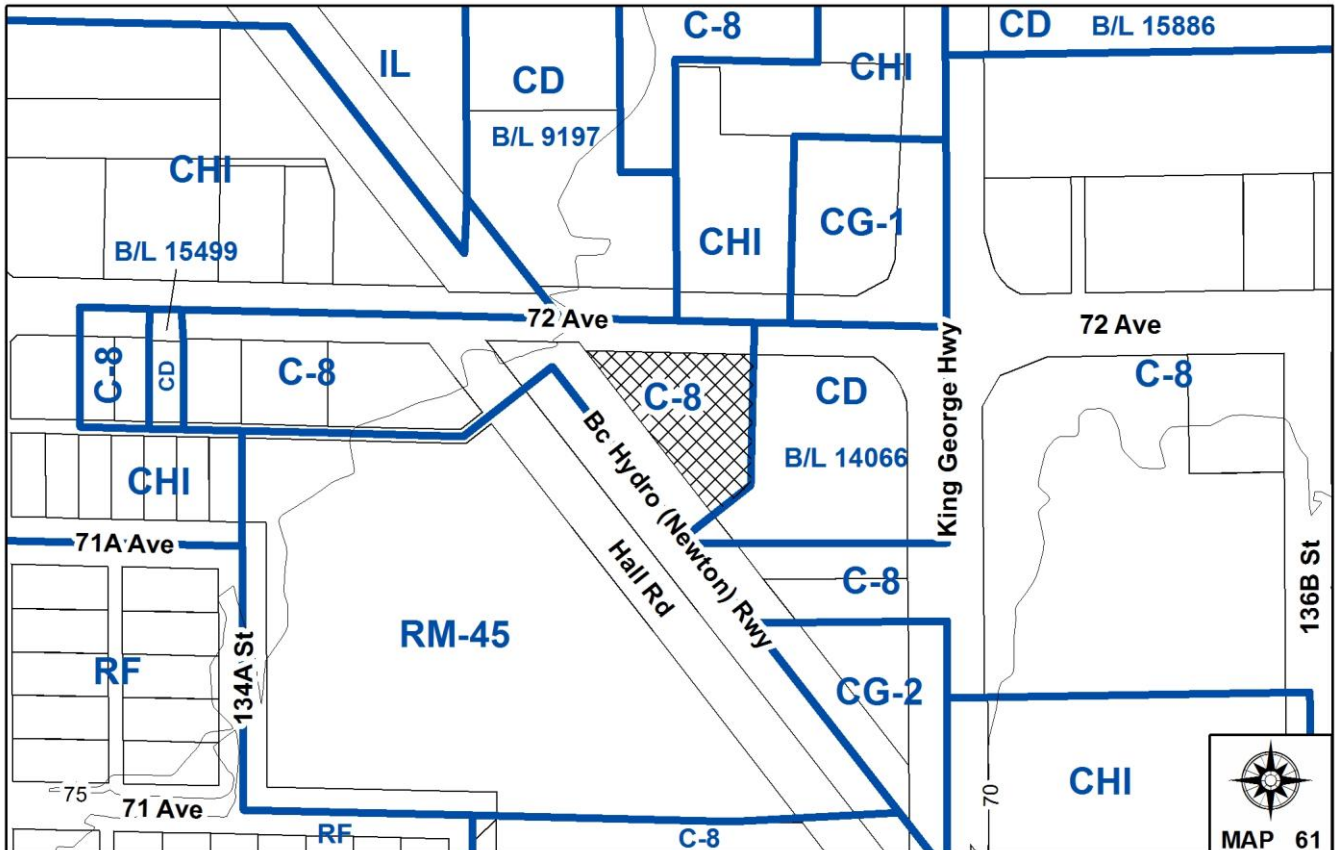 C-8
CD
B/L 15886
IL
CD
CHI
B/L 9197
CHI
CG-1
CHI
B/L 15499
72 Ave
72 Ave
C-8
CD
C-8
C-8
CD
C-8
B/L 14066
King George Hwy
CHI
Bc Hydro (Newton) Rwy
71A Ave
Hall Rd
C-8
136B St
RM-45
RF
134A St
CG-2
CHI
75
71 Ave
70
RF
C-8
MAP 61